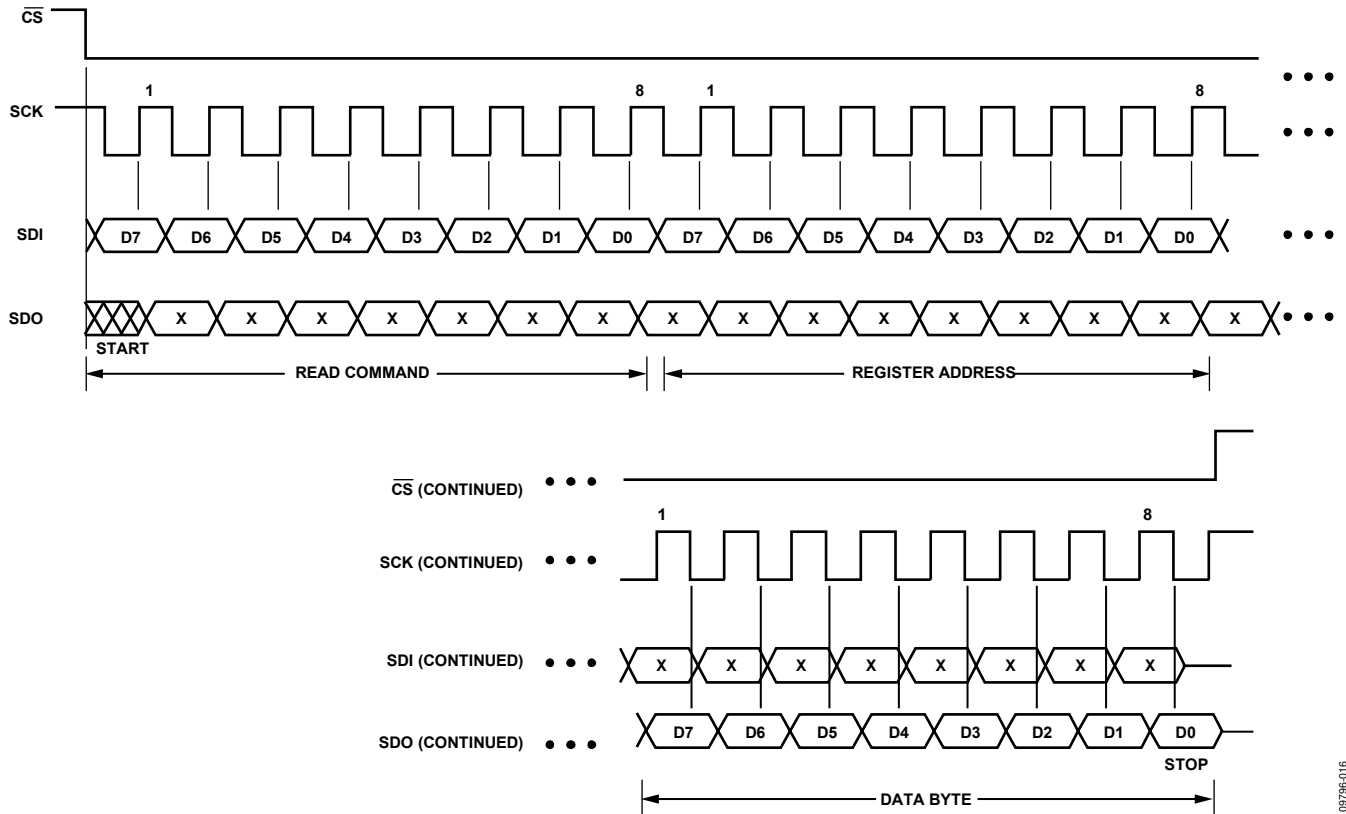 CS
1 8 1 8
SCK
SDI D7 D6 D5 D4 D3 D2 D1 D0 D7 D6 D5 D4 D3 D2 D1 D0
SDO X X X X X X X X X X X X X X X X
START
READ COMMAND REGISTER ADDRESS
CS (CONTINUED)
1 8
SCK (CONTINUED)
SDI (CONTINUED) X X X X X X X X
SDO (CONTINUED) D7 D6 D5 D4 D3 D2 D1 D0
STOP
DATA BYTE
09796-016